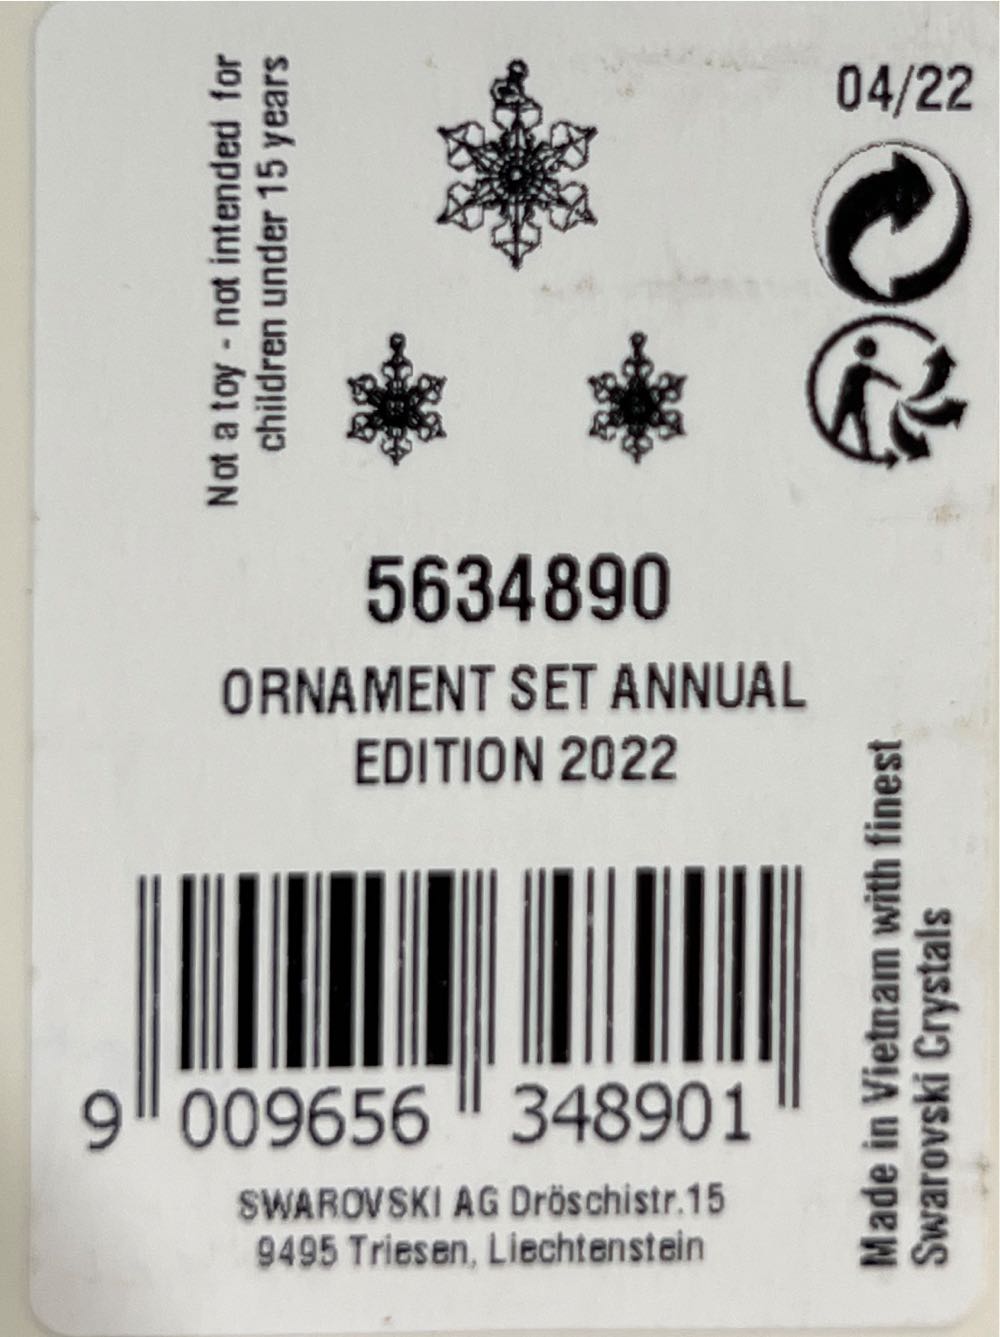 Not a toy - not intended for
children under 15 years
04/22
5634890
ORNAMENT SET ANNUAL
EDITION 2022
9 009656 348901
SWAROVSKI AG Dröschistr.15
9495 Triesen, Liechtenstein
Made in Vietnam with finest
Swarovski Crystals